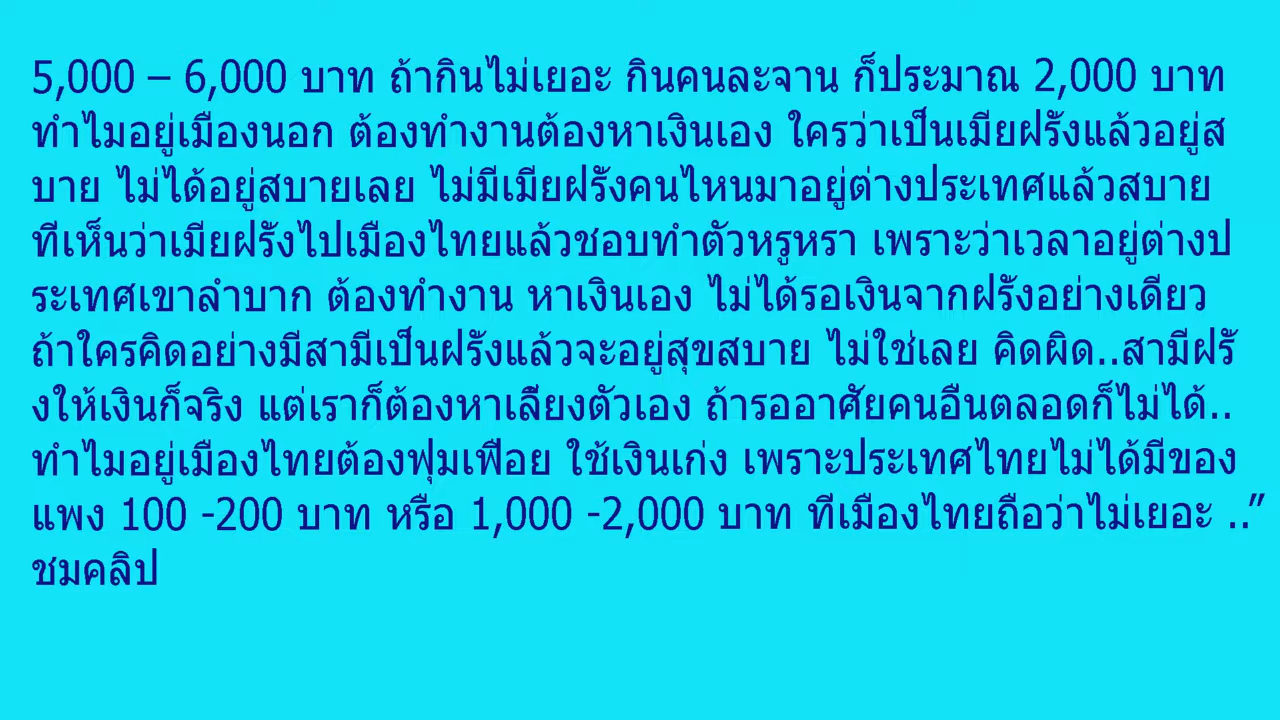 5,000 – 6,000 บาท ถ้ากินไม่เยอะ กินคนละจาน ก็ประมาณ 2,000 บาท
ทำไมอยู่เมืองนอก ต้องทำงานต้องหาเงินเอง ใครว่าเป็นเมียฝรั่งแล้วอยู่ส
บาย ไม่ได้อยู่สบายเลย ไม่มีเมียฝรั่งคนไหนมาอยู่ต่างประเทศแล้วสบาย
ที่เห็นว่าเมียฝรั่งไปเมืองไทยแล้วชอบทำตัวหรูหรา เพราะว่าเวลาอยู่ต่างป
ระเทศเขาลำบาก ต้องทำงาน หาเงินเอง ไม่ได้รอเงินจากฝรั่งอย่างเดียว
ถ้าใครคิดอย่างมีสามีเป็นฝรั่งแล้วจะอยู่สุขสบาย ไม่ใช่เลย คิดผิด..สามีฝรั่
งให้เงินก็จริง แต่เราก็ต้องหาเลี้ยงตัวเอง ถ้ารออาศัยคนอื่นตลอดก็ไม่ได้..
ทำไมอยู่เมืองไทยต้องฟุ่มเฟือย ใช้เงินเก่ง เพราะประเทศไทยไม่ได้มีของ
แพง 100 -200 บาท หรือ 1,000 -2,000 บาท ที่เมืองไทยถือว่าไม่เยอะ ..”
ชมคลิป